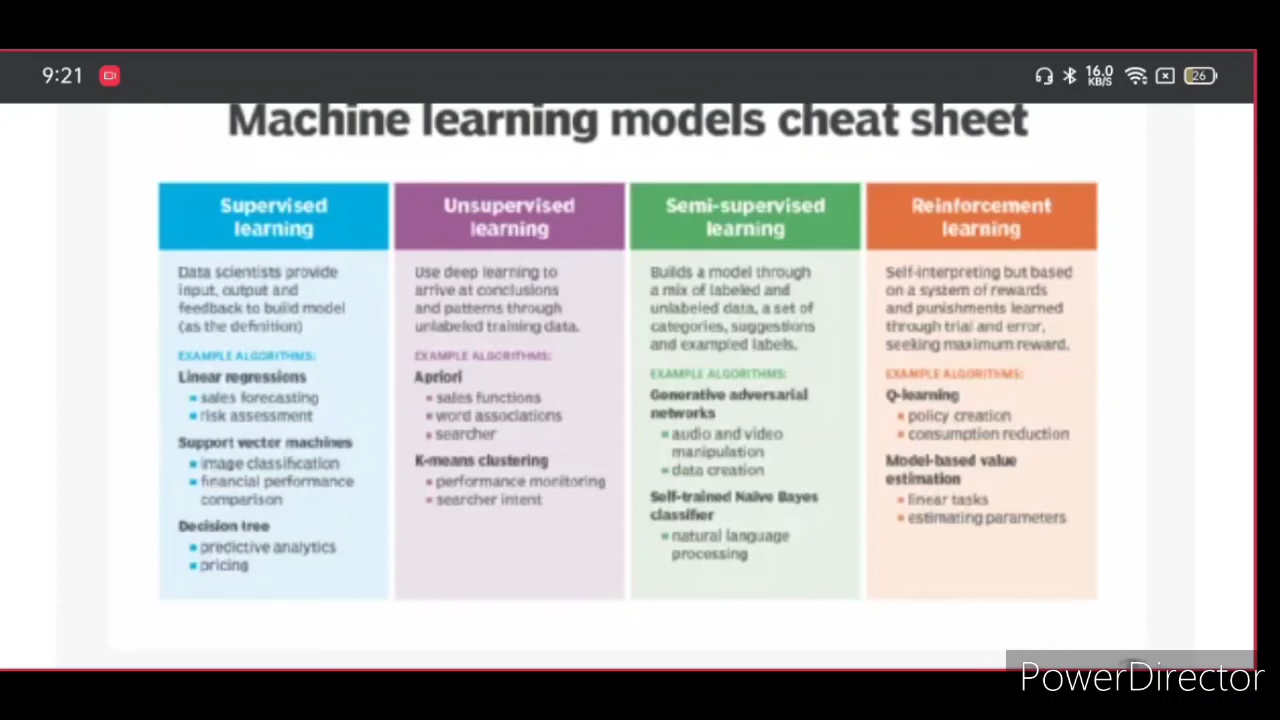 9:21
16.0
KB/S
26
Machine learning models cheat sheet
Supervised
learning
Data scientists provide
input, output and
feedback to build model
(as the definition)
EXAMPLE ALGORITHMS:
Linear regressions
▪ sales forecasting
▪ risk assessment
Support vector machines
▪ image classification
▪ financial performance
comparison
Decision tree
▪ predictive analytics
▪ pricing
Unsupervised
learning
Use deep learning to
arrive at conclusions
and patterns through
unlabeled training data.
EXAMPLE ALGORITHMS:
Apriori
▪ sales functions
▪ word associations
▪ searcher
K-means clustering
▪ performance monitoring
▪ searcher intent
Semi-supervised
learning
Builds a model through
a mix of labeled and
unlabeled data, a set of
categories, suggestions
and exampled labels.
EXAMPLE ALGORITHMS:
Generative adversarial
networks
▪ audio and video
manipulation
▪ data creation
Self-trained Naïve Bayes
classifier
▪ natural language
processing
Reinforcement
learning
Self-interpreting but based
on a system of rewards
and punishments learned
through trial and error,
seeking maximum reward.
EXAMPLE ALGORITHMS:
Q-learning
▪ policy creation
▪ consumption reduction
Model-based value
estimation
▪ linear tasks
▪ estimating parameters
PowerDirector